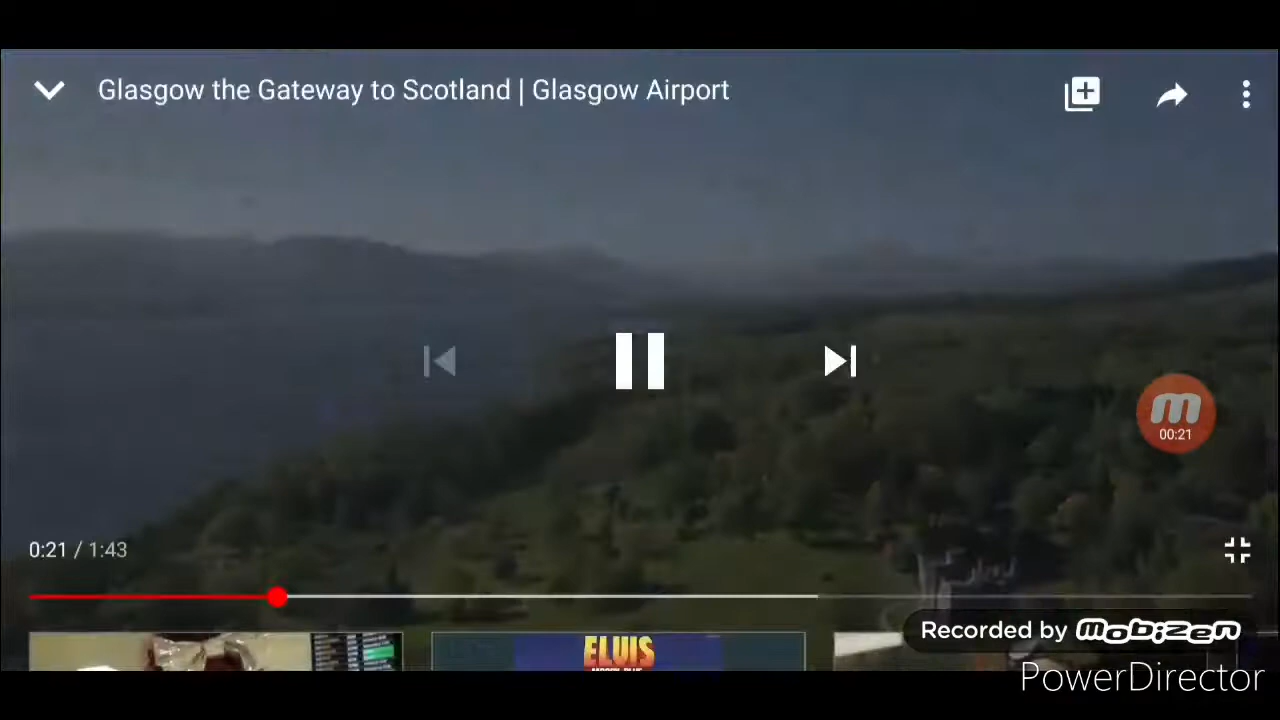 Glasgow the Gateway to Scotland | Glasgow Airport
00:21
0:21 / 1:43
ELVIS
Recorded by mobizen
PowerDirector